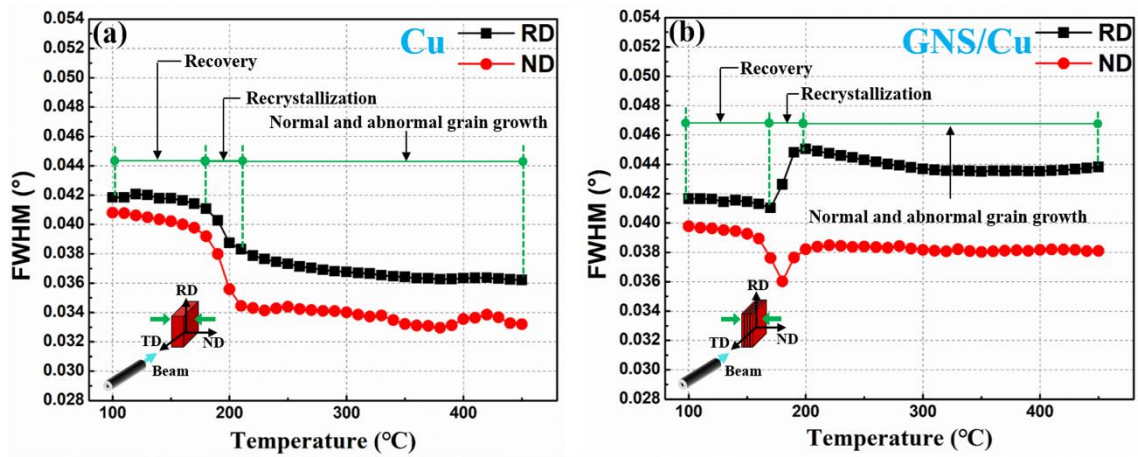 (a)
Cu
RD
ND
Recovery
Recrystallization
Normal and abnormal grain growth
FWHM (°)
0.054
0.052
0.050
0.048
0.046
0.044
0.042
0.040
0.038
0.036
0.034
0.032
0.030
0.028
RD
ND
TD
Beam
100
200
300
400
Temperature (℃)
(b)
GNS/Cu
RD
ND
Recovery
Recrystallization
Normal and abnormal grain growth
FWHM (°)
0.054
0.052
0.050
0.048
0.046
0.044
0.042
0.040
0.038
0.036
0.034
0.032
0.030
0.028
RD
ND
TD
Beam
100
200
300
400
Temperature (℃)